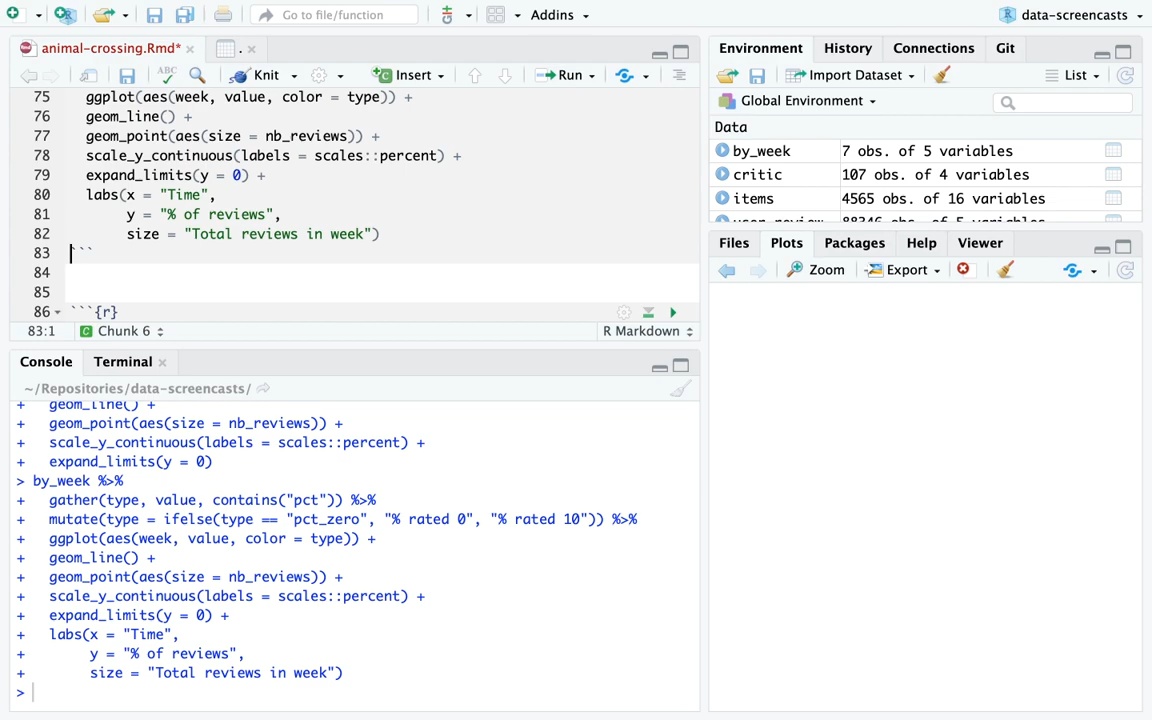 Go to file/function
Addins
data-screencasts
animal-crossing.Rmd*
.
ABC
Knit
Insert
Run
75 ggplot(aes(week, value, color = type)) +
76 geom_line() +
77 geom_point(aes(size = nb_reviews)) +
78 scale_y_continuous(labels = scales::percent) +
79 expand_limits(y = 0) +
80 labs(x = "Time",
81 y = "% of reviews",
82 size = "Total reviews in week")
83 ```
84
85
86 ```{r}
83:1 Chunk 6
R Markdown
Console Terminal
~/Repositories/data-screencasts/
+ geom_line() +
+ geom_point(aes(size = nb_reviews)) +
+ scale_y_continuous(labels = scales::percent) +
+ expand_limits(y = 0)
> by_week %>%
+ gather(type, value, contains("pct")) %>%
+ mutate(type = ifelse(type == "pct_zero", "% rated 0", "% rated 10")) %>%
+ ggplot(aes(week, value, color = type)) +
+ geom_line() +
+ geom_point(aes(size = nb_reviews)) +
+ scale_y_continuous(labels = scales::percent) +
+ expand_limits(y = 0) +
+ labs(x = "Time",
+ y = "% of reviews",
+ size = "Total reviews in week")
>
Environment History Connections Git
Import Dataset
List
Global Environment
Data
by_week 7 obs. of 5 variables
critic 107 obs. of 4 variables
items 4565 obs. of 16 variables
Files Plots Packages Help Viewer
Zoom Export